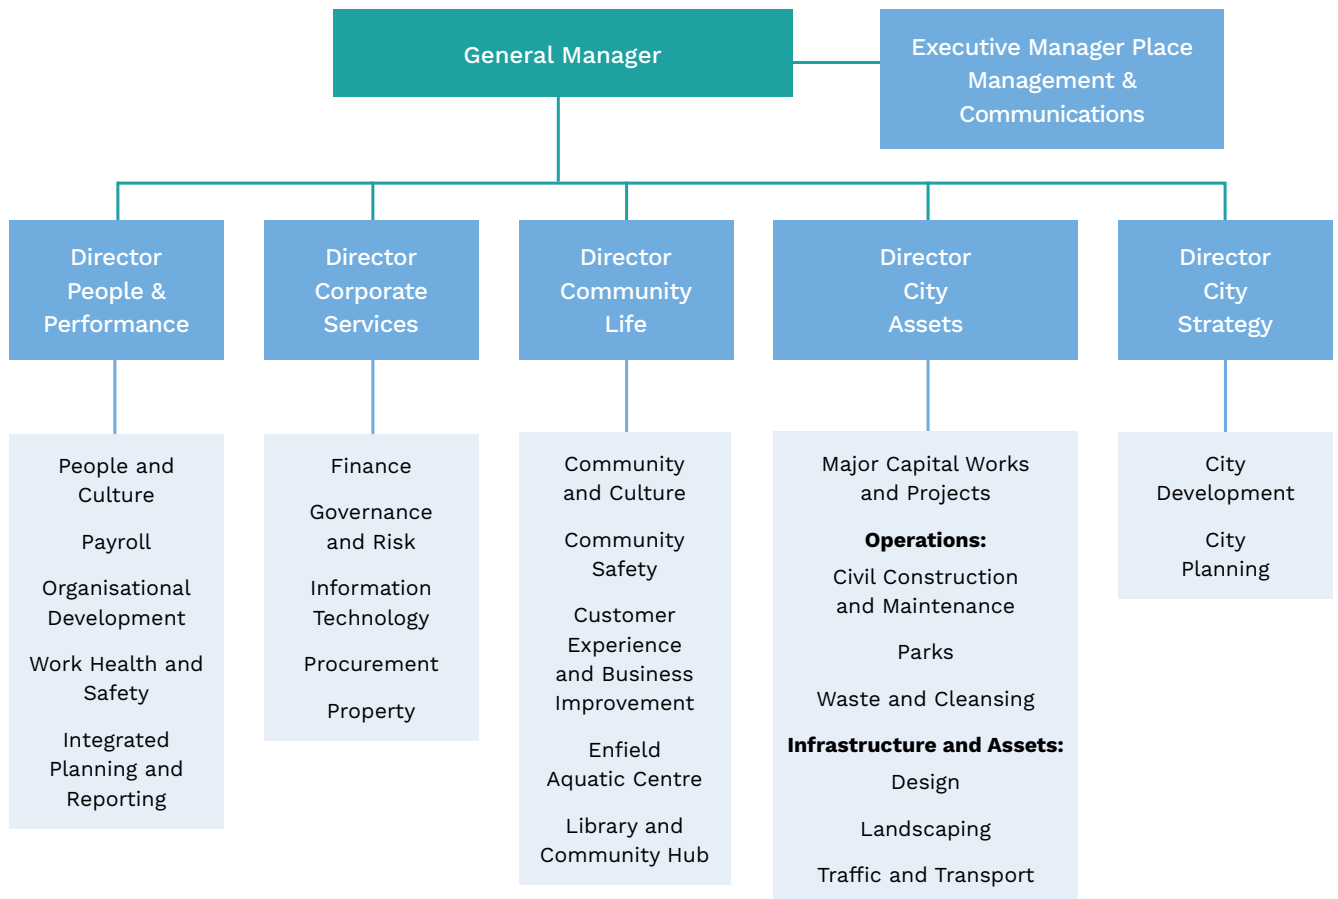 General Manager
Executive Manager Place
Management &
Communications
Director
People &
Performance
Director
Corporate
Services
Director
Community
Life
Director
City
Assets
Director
City
Strategy
People and
Culture
Payroll
Organisational
Development
Work Health and
Safety
Integrated
Planning and
Reporting
Finance
Governance
and Risk
Information
Technology
Procurement
Property
Community
and Culture
Community
Safety
Customer
Experience
and Business
Improvement
Enfield
Aquatic Centre
Library and
Community Hub
Major Capital Works
and Projects
Operations:
Civil Construction
and Maintenance
Parks
Waste and Cleansing
Infrastructure and Assets:
Design
Landscaping
Traffic and Transport
City
Development
City
Planning